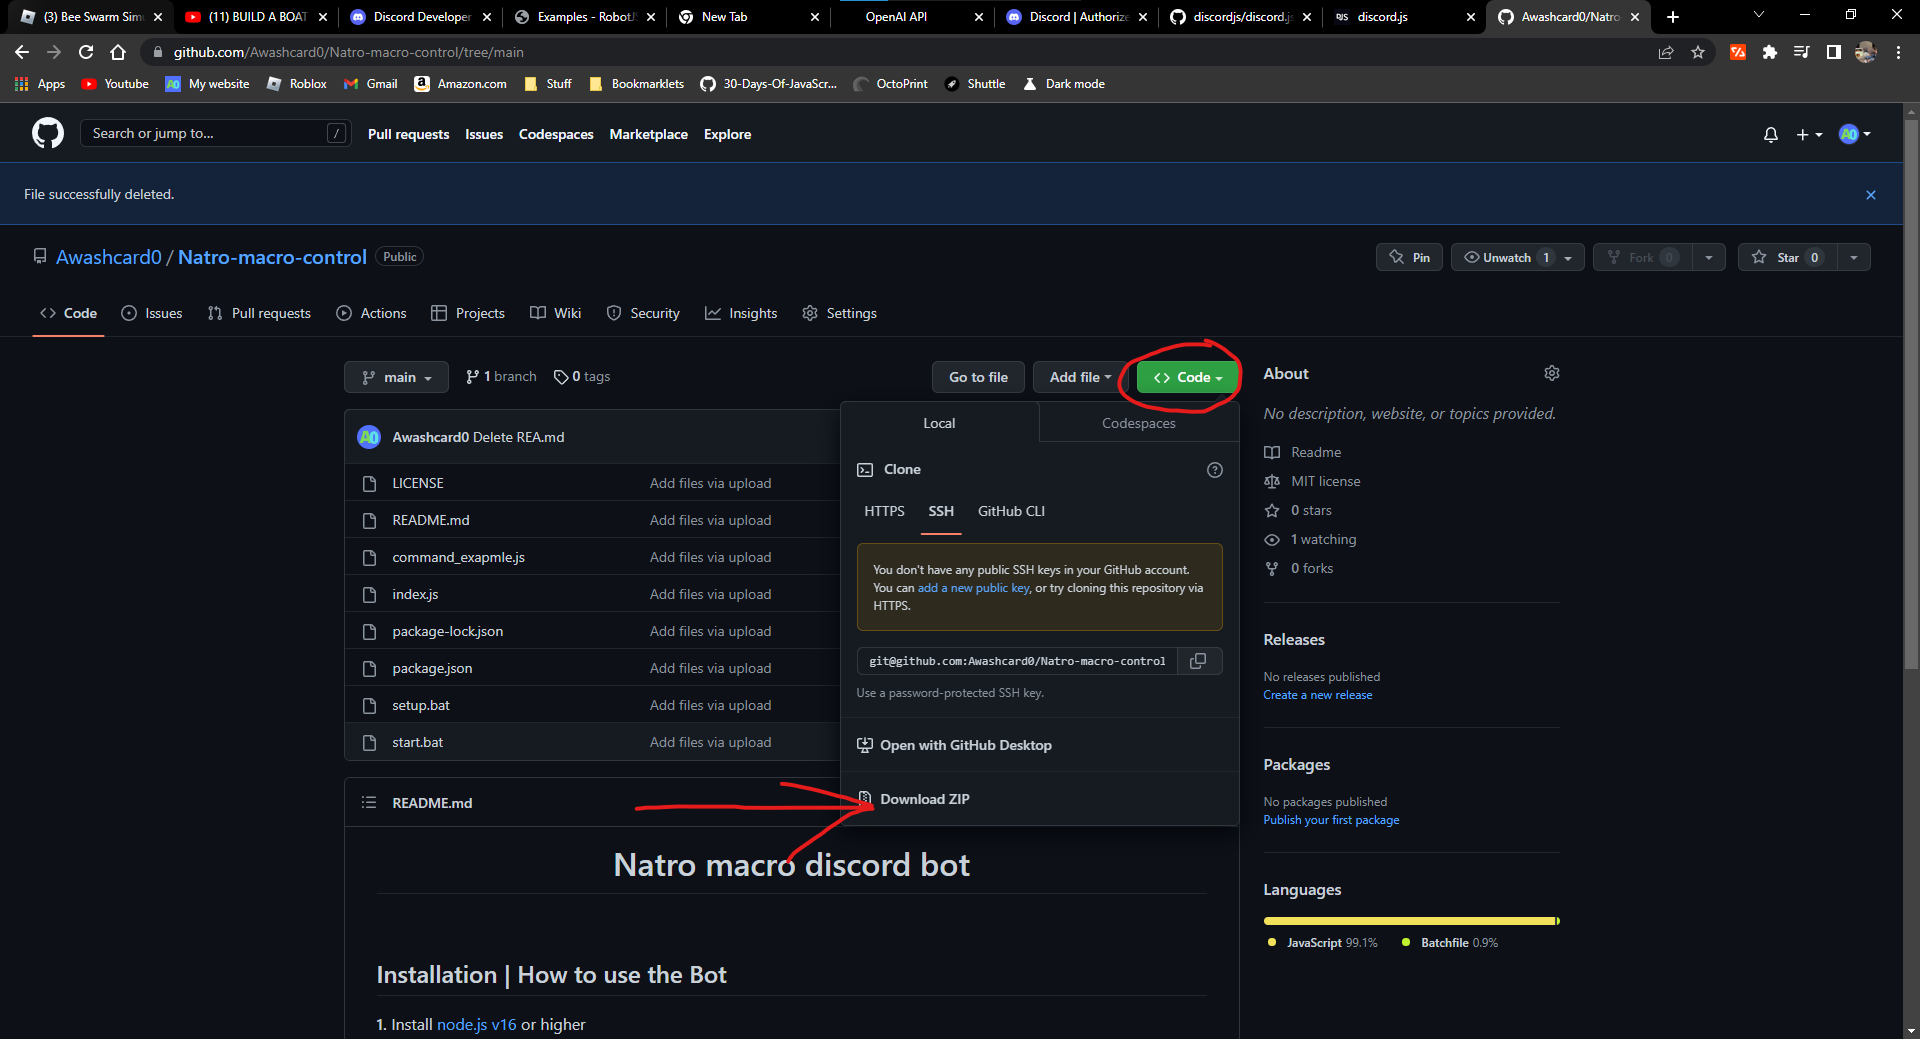 (3) Bee Swarm Sim
(11) BUILD A BOAT
Discord Developer
Examples - RobotJS
New Tab
OpenAI API
Discord | Authorize
discordjs/discord.js
DJS discord.js
Awashcard0/Natro-
github.com/Awashcard0/Natro-macro-control/tree/main
Apps
Youtube
A0 My website
Roblox
Gmail
Amazon.com
Stuff
Bookmarklets
30-Days-Of-JavaScr...
OctoPrint
Shuttle
Dark mode
Search or jump to...
/
Pull requests
Issues
Codespaces
Marketplace
Explore
A0
File successfully deleted.
Awashcard0 / Natro-macro-control
Public
Pin
Unwatch 1
Fork 0
Star 0
Code
Issues
Pull requests
Actions
Projects
Wiki
Security
Insights
Settings
main
1 branch
0 tags
Go to file
Add file
Code
A0
Awashcard0 Delete REA.md
LICENSE Add files via upload
README.md Add files via upload
command_exapmle.js Add files via upload
index.js Add files via upload
package-lock.json Add files via upload
package.json Add files via upload
setup.bat Add files via upload
start.bat Add files via upload
Local
Codespaces
Clone
HTTPS
SSH
GitHub CLI
You don't have any public SSH keys in your GitHub account.
You can add a new public key, or try cloning this repository via
HTTPS.
git@github.com:Awashcard0/Natro-macro-control
Use a password-protected SSH key.
Open with GitHub Desktop
Download ZIP
README.md
Natro macro discord bot
Installation | How to use the Bot
1. Install node.js v16 or higher
About
No description, website, or topics provided.
Readme
MIT license
0 stars
1 watching
0 forks
Releases
No releases published
Create a new release
Packages
No packages published
Publish your first package
Languages
JavaScript 99.1%
Batchfile 0.9%